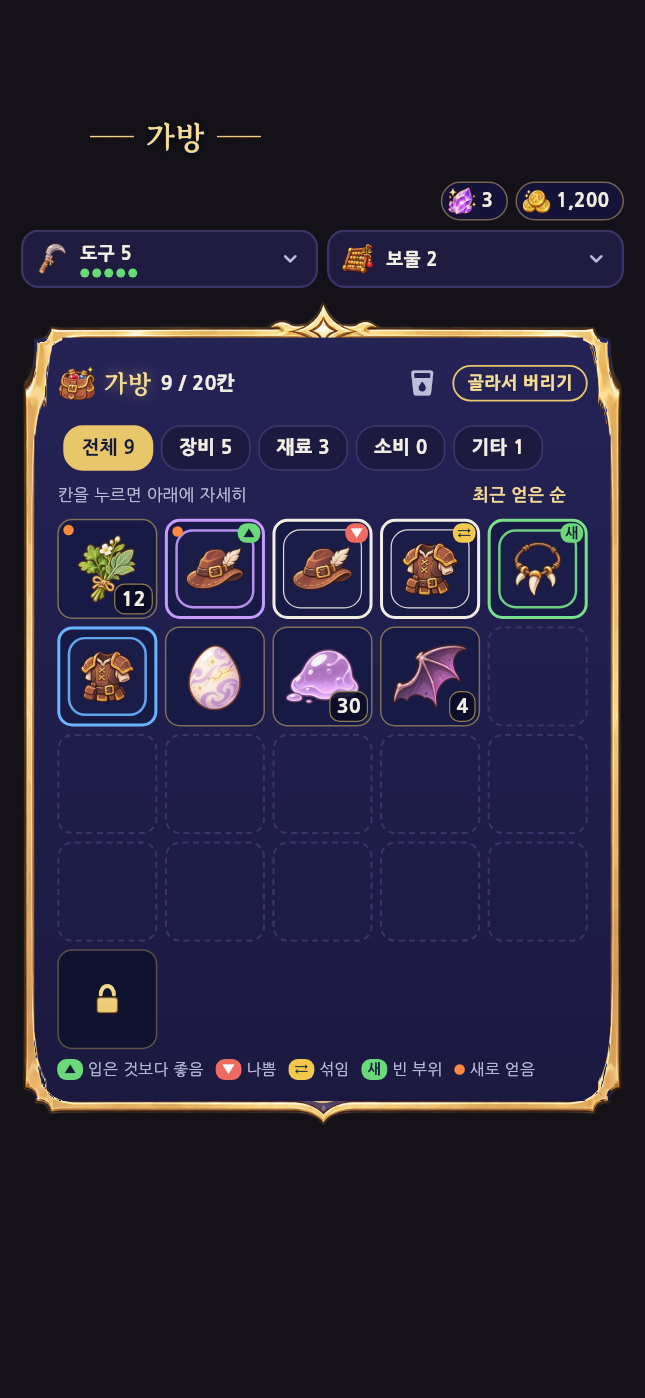 가방
3 1,200
도구 5 보물 2
가방 9 / 20칸 골라서 버리기
전체 9 장비 5 재료 3 소비 0 기타 1
칸을 누르면 아래에 자세히 최근 얻은 순
12 새
30 4
입은 것보다 좋음 나쁨 섞임 새 빈 부위 새로 얻음